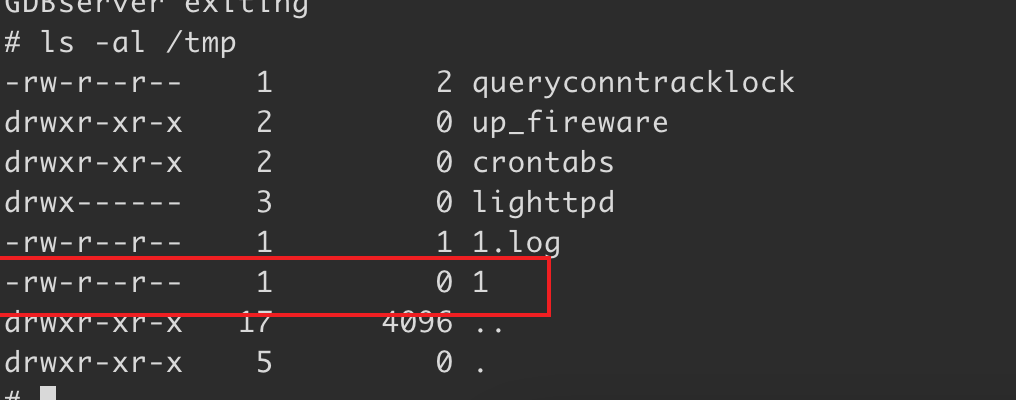 GDBserver exiting
# ls -al /tmp
-rw-r--r-- 1 2 queryconntracklock
drwxr-xr-x 2 0 up_fireware
drwxr-xr-x 2 0 crontabs
drwx------ 3 0 lighttpd
-rw-r--r-- 1 1 1.log
-rw-r--r-- 1 0 1
drwxr-xr-x 17 4096 ..
drwxr-xr-x 5 0 .
#